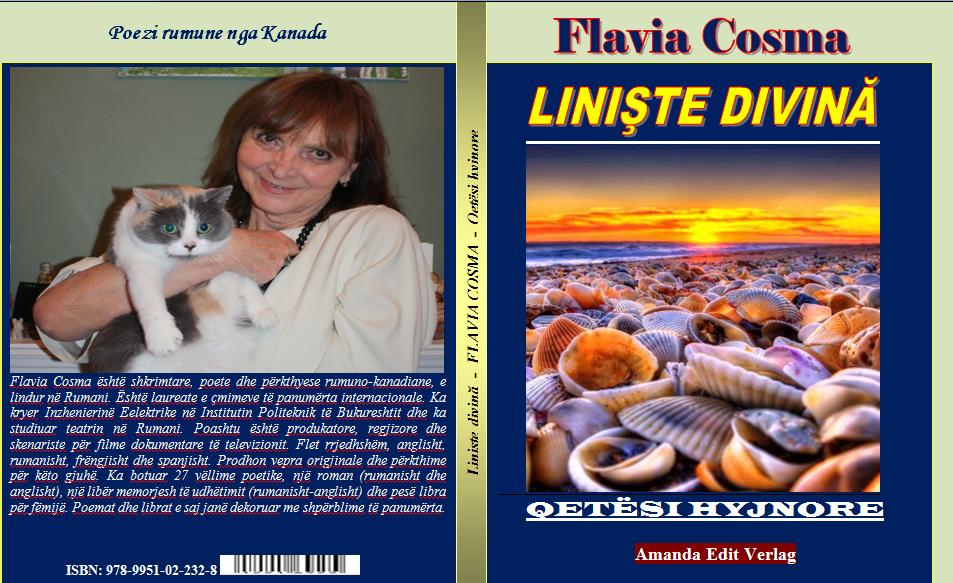 Poezi rumune nga Kanada
Flavia Cosma është shkrimtare, poete dhe përkthyese rumuno-kanadiane, e
lindur në Rumani. Është laureate e çmimeve të panumërta internacionale. Ka
kryer Inzhenierinë Eelektrike në Institutin Politeknik të Bukureshtit dhe ka
studiuar teatrin në Rumani. Poashtu është produkatore, regjizore dhe
skenariste për filme dokumentare të televizionit. Flet rrjedhshëm, anglisht,
rumanisht, frëngjisht dhe spanjisht. Prodhon vepra origjinale dhe përkthime
për këto gjuhë. Ka botuar 27 vëllime poetike, një roman (rumanisht dhe
anglisht), një libër memorjesh të udhëtimit (rumanisht-anglisht) dhe pesë libra
për fëmijë. Poemat dhe librat e saj janë dekoruar me shpërblime të panumërta.
ISBN: 978-9951-02-232-8
Liniste divină - FLAVIA COSMA - Qetësi hyinore
Flavia Cosma
LINIŞTE DIVINĂ
QETËSI HYJNORE
Amanda Edit Verlag